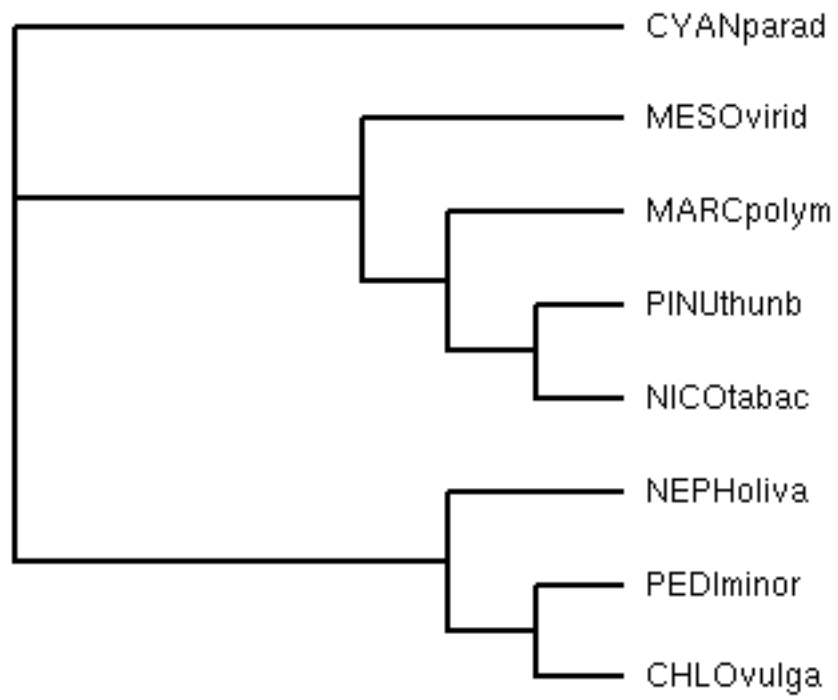 CYANparad
MESOvirid
MARCpolym
PINUthunb
NICOtabac
NEPHoliva
PEDIminor
CHLOvulga